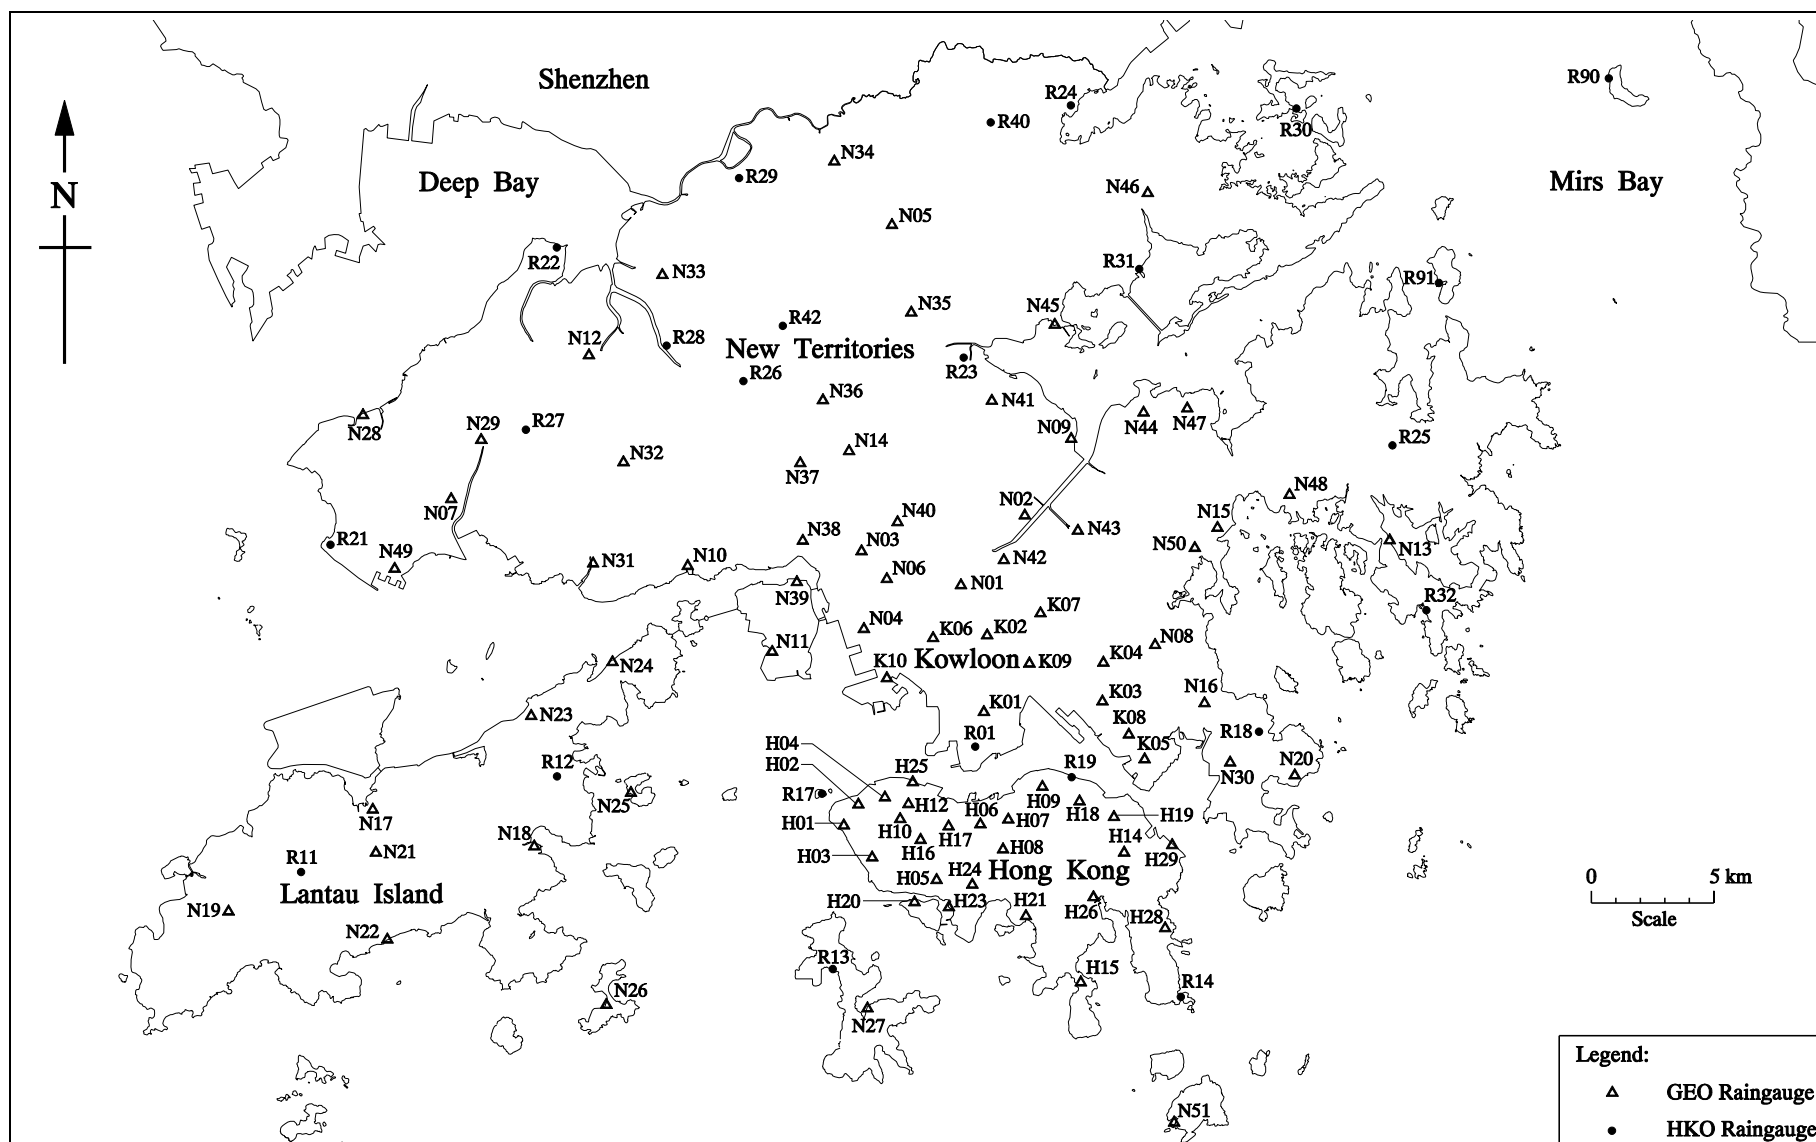 Shenzhen
R90
R24
R40
R30
N34
R29
Deep Bay
N46
Mirs Bay
N
N05
R22
R31
N33
R91
N35
N45
R42
N12
R28
New Territories
R26
R23
N36
N41
N28
N29
R27
N09
N44
N47
R25
N14
N32
N37
N48
N07
N02
N40
N15
R21
N38
N43
N49
N03
N50
N13
N31
N10
N42
N06
N01
N39
R32
K07
N04
K06
K02
N08
N11
N24
K10
Kowloon
K09
K04
N16
K03
N23
K01
K08
R18
R01
H04
K05
R12
H02
H25
R19
N30
N20
R17
N25
H09
N17
H12
H06
H18
H19
H01
H10
H17
H07
N18
H14
N21
H16
H08
H29
R11
H03
H24
Hong Kong
H05
0
5 km
Lantau Island
H20
H23
H21
H26
H28
N19
Scale
N22
R13
H15
R14
N26
N27
Legend:
GEO Raingauge
N51
HKO Raingauge